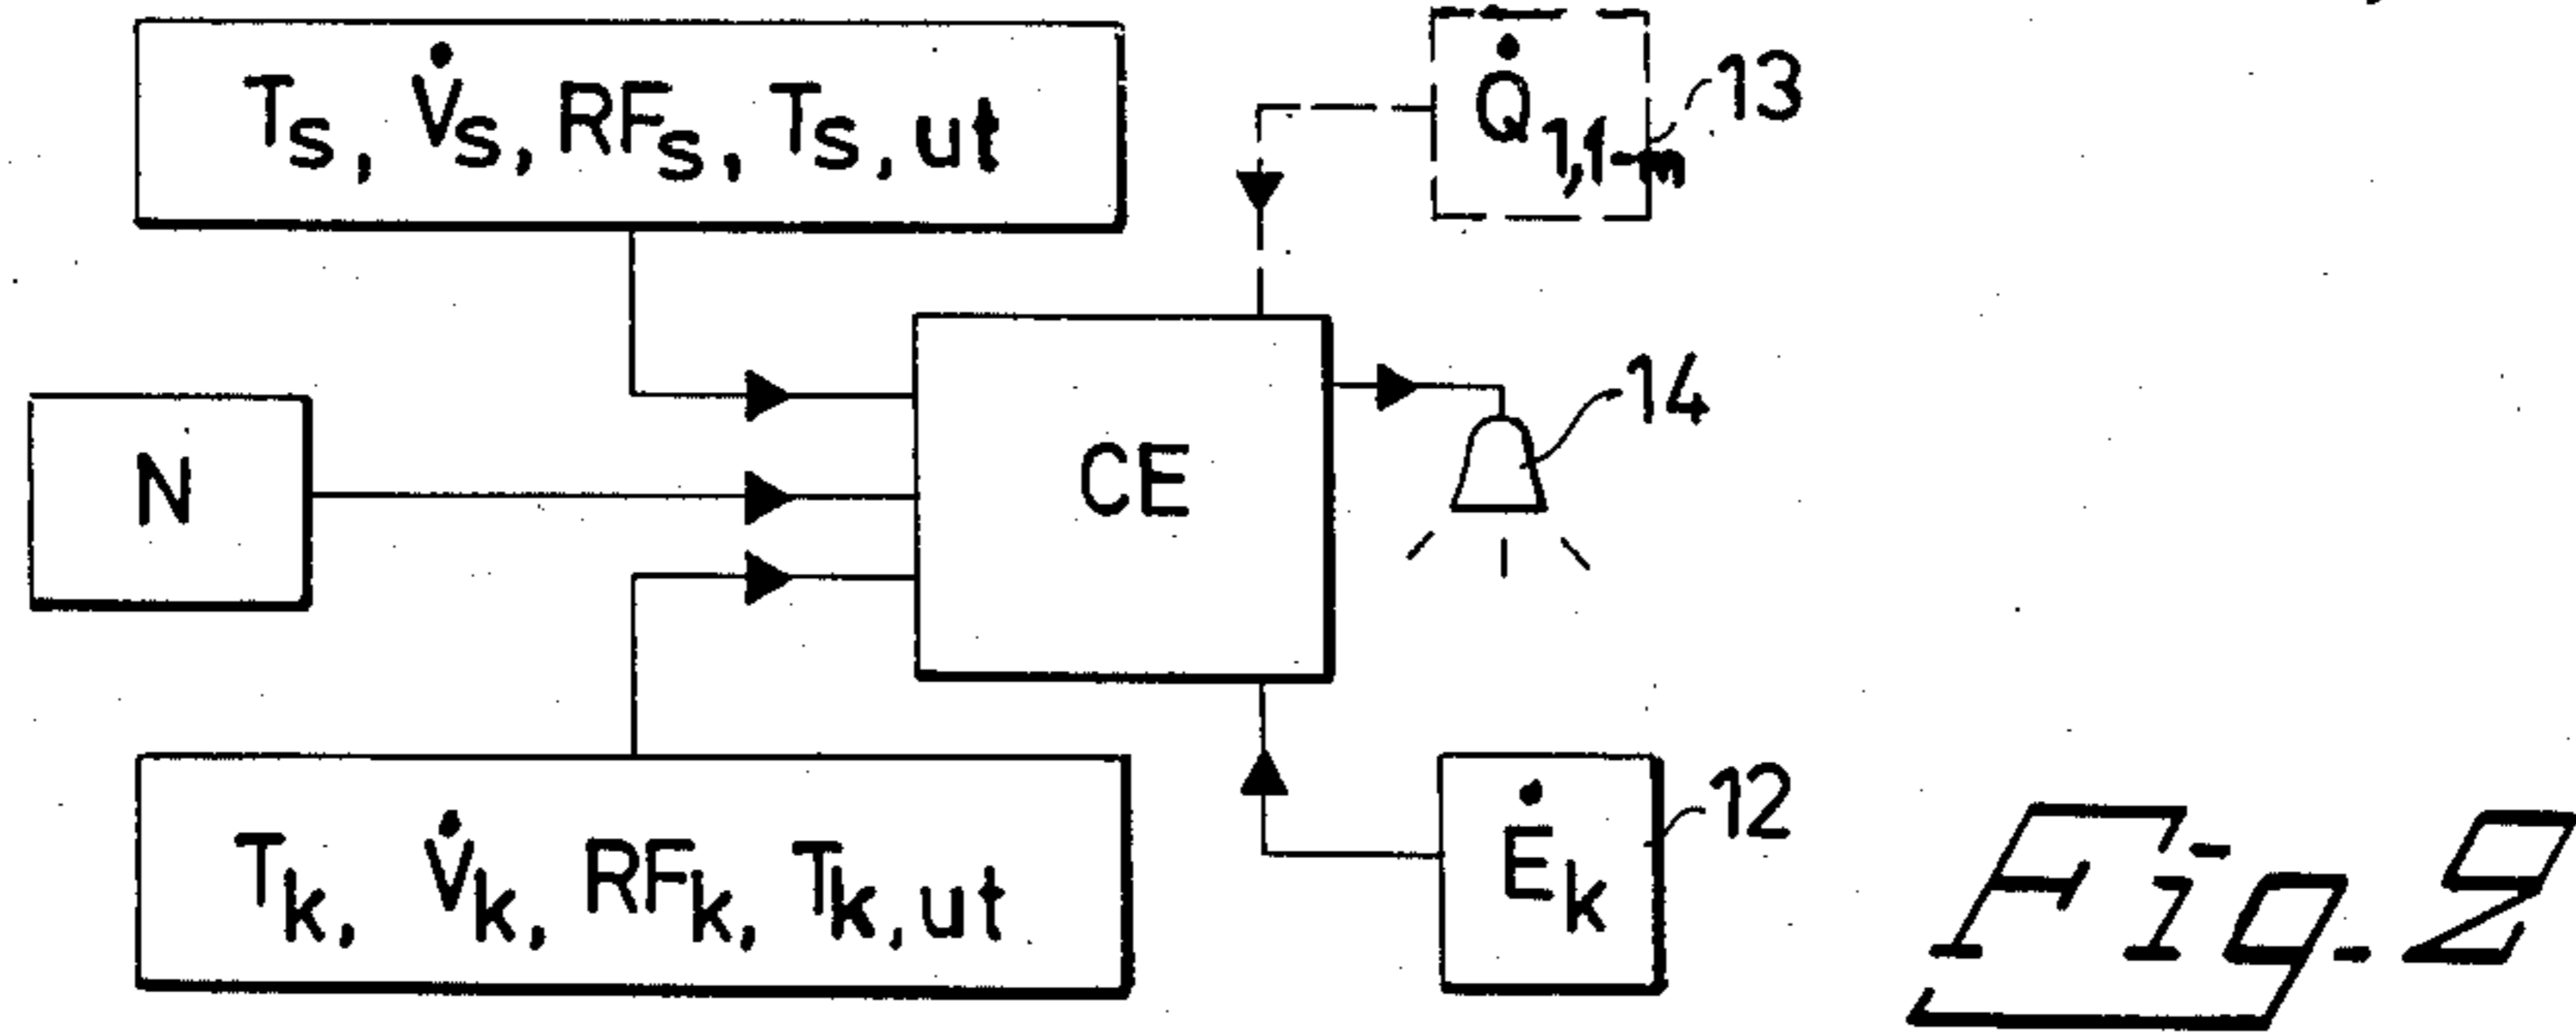 Ts, V̇s, RFs, Ts,ut
Q̇1,1-m
13
N
CE
14
Tk, V̇k, RFk, Tk,ut
Ėk
12
Fig. 2